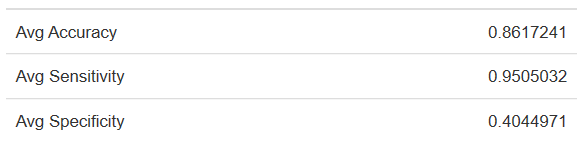 Avg Accuracy 0.8617241
Avg Sensitivity 0.9505032
Avg Specificity 0.4044971